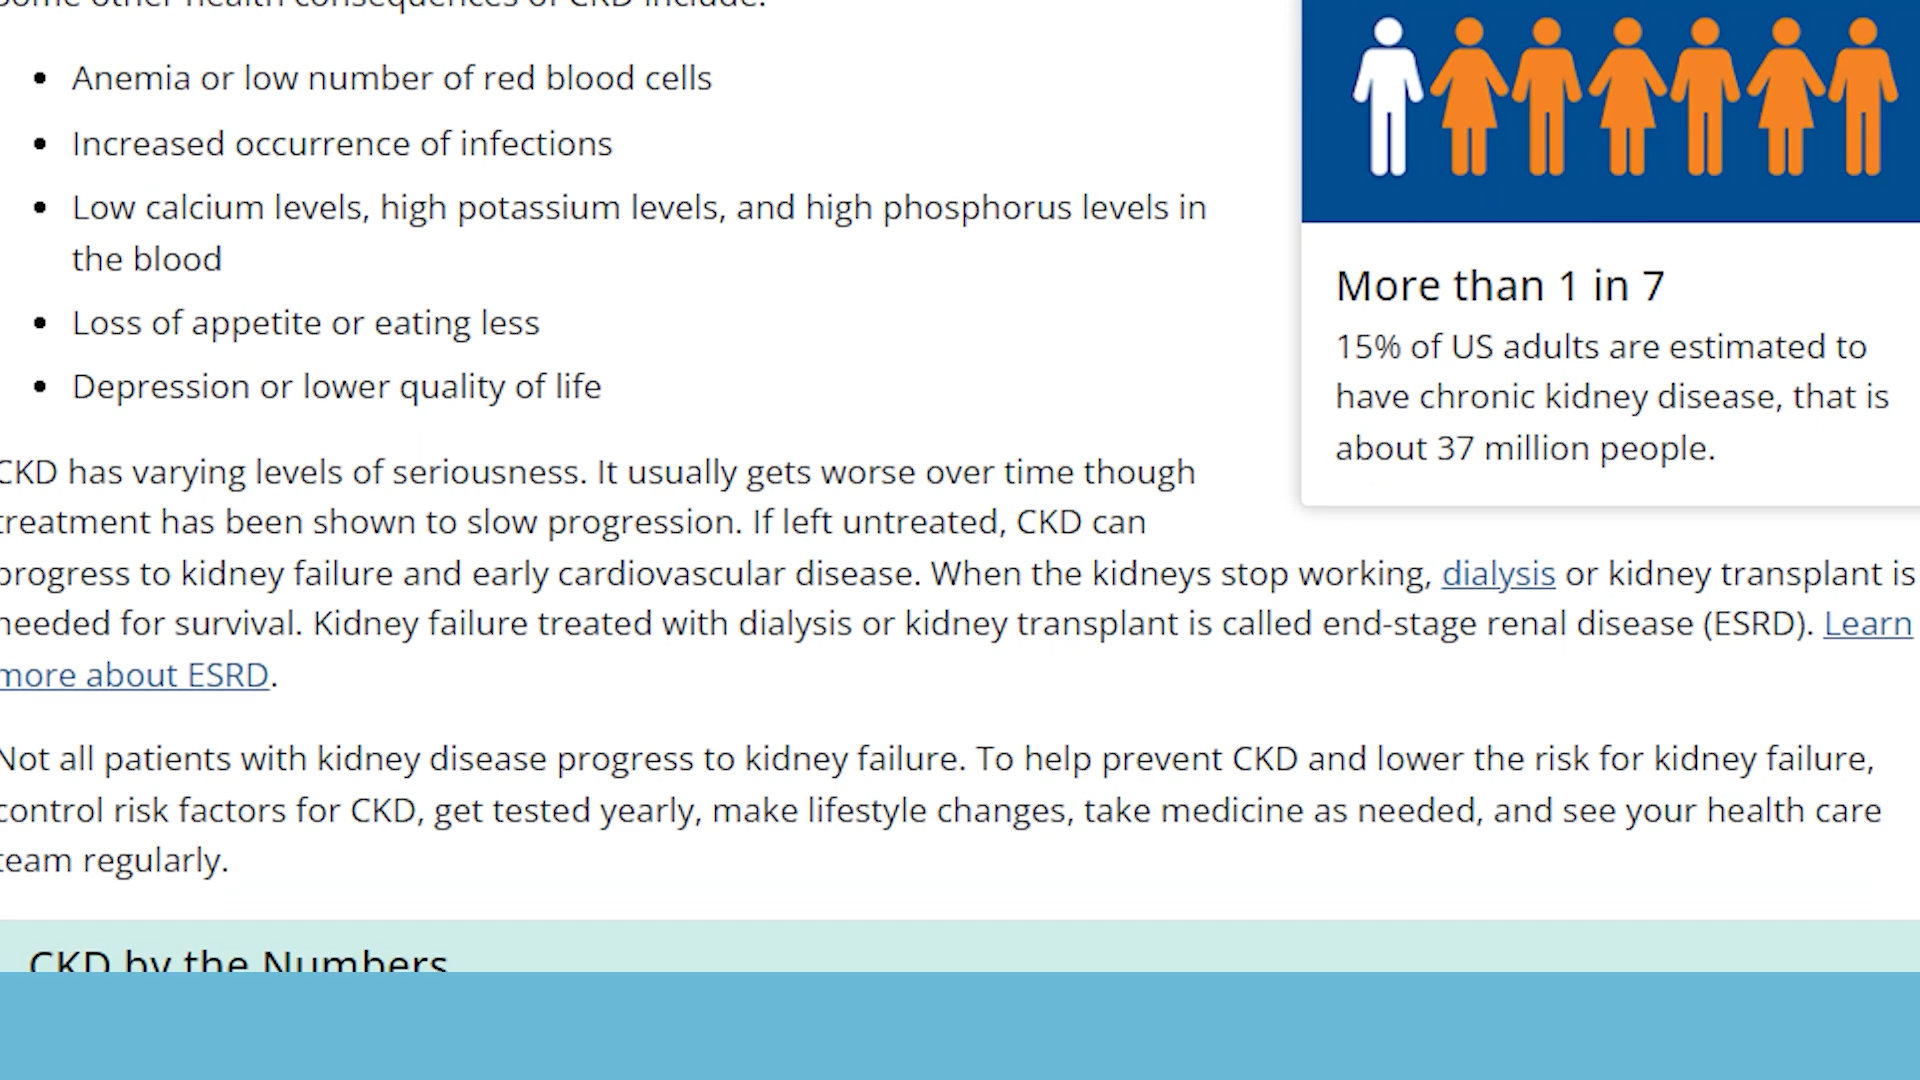 some other health consequences of CKD include:
Anemia or low number of red blood cells
Increased occurrence of infections
Low calcium levels, high potassium levels, and high phosphorus levels in
the blood
Loss of appetite or eating less
Depression or lower quality of life
More than 1 in 7
15% of US adults are estimated to
have chronic kidney disease, that is
about 37 million people.
CKD has varying levels of seriousness. It usually gets worse over time though
treatment has been shown to slow progression. If left untreated, CKD can
progress to kidney failure and early cardiovascular disease. When the kidneys stop working, dialysis or kidney transplant is
needed for survival. Kidney failure treated with dialysis or kidney transplant is called end-stage renal disease (ESRD). Learn
more about ESRD.
Not all patients with kidney disease progress to kidney failure. To help prevent CKD and lower the risk for kidney failure,
control risk factors for CKD, get tested yearly, make lifestyle changes, take medicine as needed, and see your health care
team regularly.
CKD by the Numbers